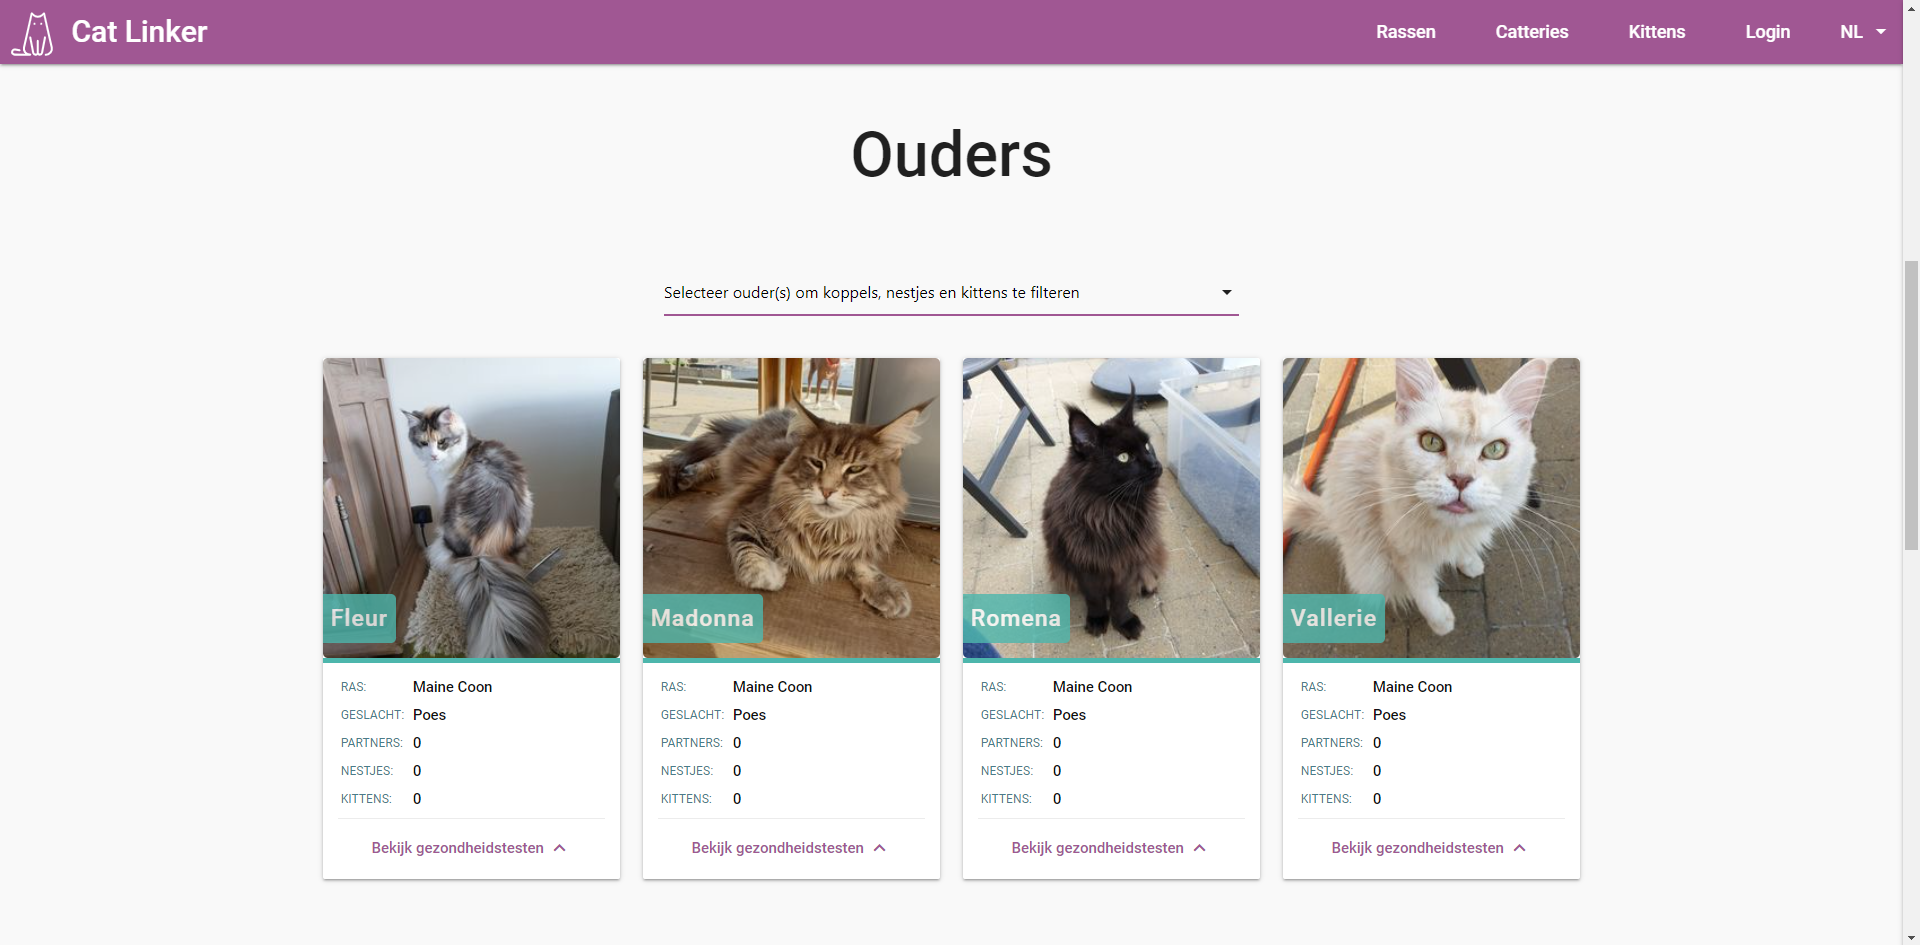 Cat Linker
Rassen
Catteries
Kittens
Login
NL
Ouders
Selecteer ouder(s) om koppels, nestjes en kittens te filteren
Fleur
RAS: Maine Coon
GESLACHT: Poes
PARTNERS: 0
NESTJES: 0
KITTENS: 0
Bekijk gezondheidstesten
Madonna
RAS: Maine Coon
GESLACHT: Poes
PARTNERS: 0
NESTJES: 0
KITTENS: 0
Bekijk gezondheidstesten
Romena
RAS: Maine Coon
GESLACHT: Poes
PARTNERS: 0
NESTJES: 0
KITTENS: 0
Bekijk gezondheidstesten
Vallerie
RAS: Maine Coon
GESLACHT: Poes
PARTNERS: 0
NESTJES: 0
KITTENS: 0
Bekijk gezondheidstesten